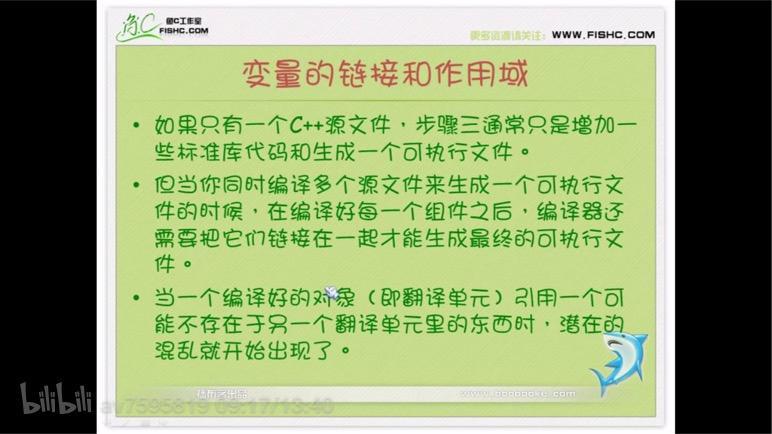 鱼C工作室
FISHC.COM
更多资源请关注：WWW.FISHC.COM
变量的链接和作用域
• 如果只有一个C++源文件，步骤三通常只是增加一
些标准库代码和生成一个可执行文件。
• 但当你同时编译多个源文件来生成一个可执行文
件的时候，在编译好每一个组件之后，编译器还
需要把它们链接在一起才能生成最终的可执行文
件。
• 当一个编译好的对象（即翻译单元）引用一个可
能不存在于另一个翻译单元里的东西时，潜在的
混乱就开始出现了。
bilibili av7595819 09:17/13:40